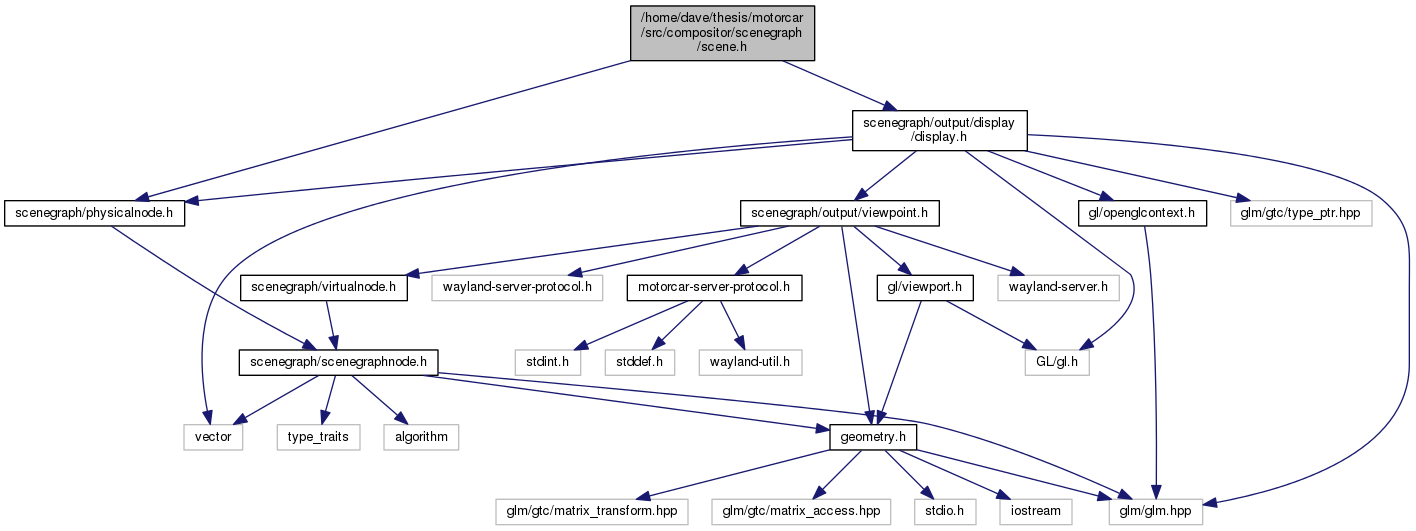 /home/dave/thesis/motorcar
/src/compositor/scenegraph
/scene.h
scenegraph/output/display
/display.h
scenegraph/physicalnode.h
scenegraph/output/viewpoint.h
gl/openglcontext.h
glm/gtc/type_ptr.hpp
scenegraph/virtualnode.h
wayland-server-protocol.h
motorcar-server-protocol.h
gl/viewport.h
wayland-server.h
scenegraph/scenegraphnode.h
stdint.h
stddef.h
wayland-util.h
GL/gl.h
vector
type_traits
algorithm
geometry.h
glm/gtc/matrix_transform.hpp
glm/gtc/matrix_access.hpp
stdio.h
iostream
glm/glm.hpp